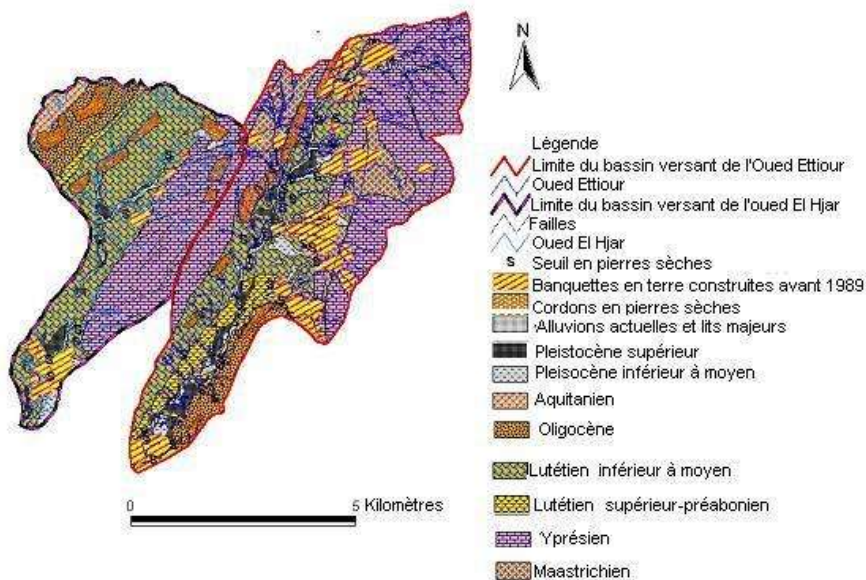 N
Légende
Limite du bassin versant de l'Oued Ettiour
Oued Ettiour
Limite du bassin versant de l'oued El Hjar
Failles
Oued El Hjar
s Seuil en pierres sèches
Banquettes en terre construites avant 1989
Cordons en pierres sèches
Alluvions actuelles et lits majeurs
Pleistocène supérieur
Pleisocène inférieur à moyen
Aquitanien
Oligocène
Lutétien inférieur à moyen
Lutétien supérieur-préabonien
Yprésien
Maastrichien
0 5 Kilomètres